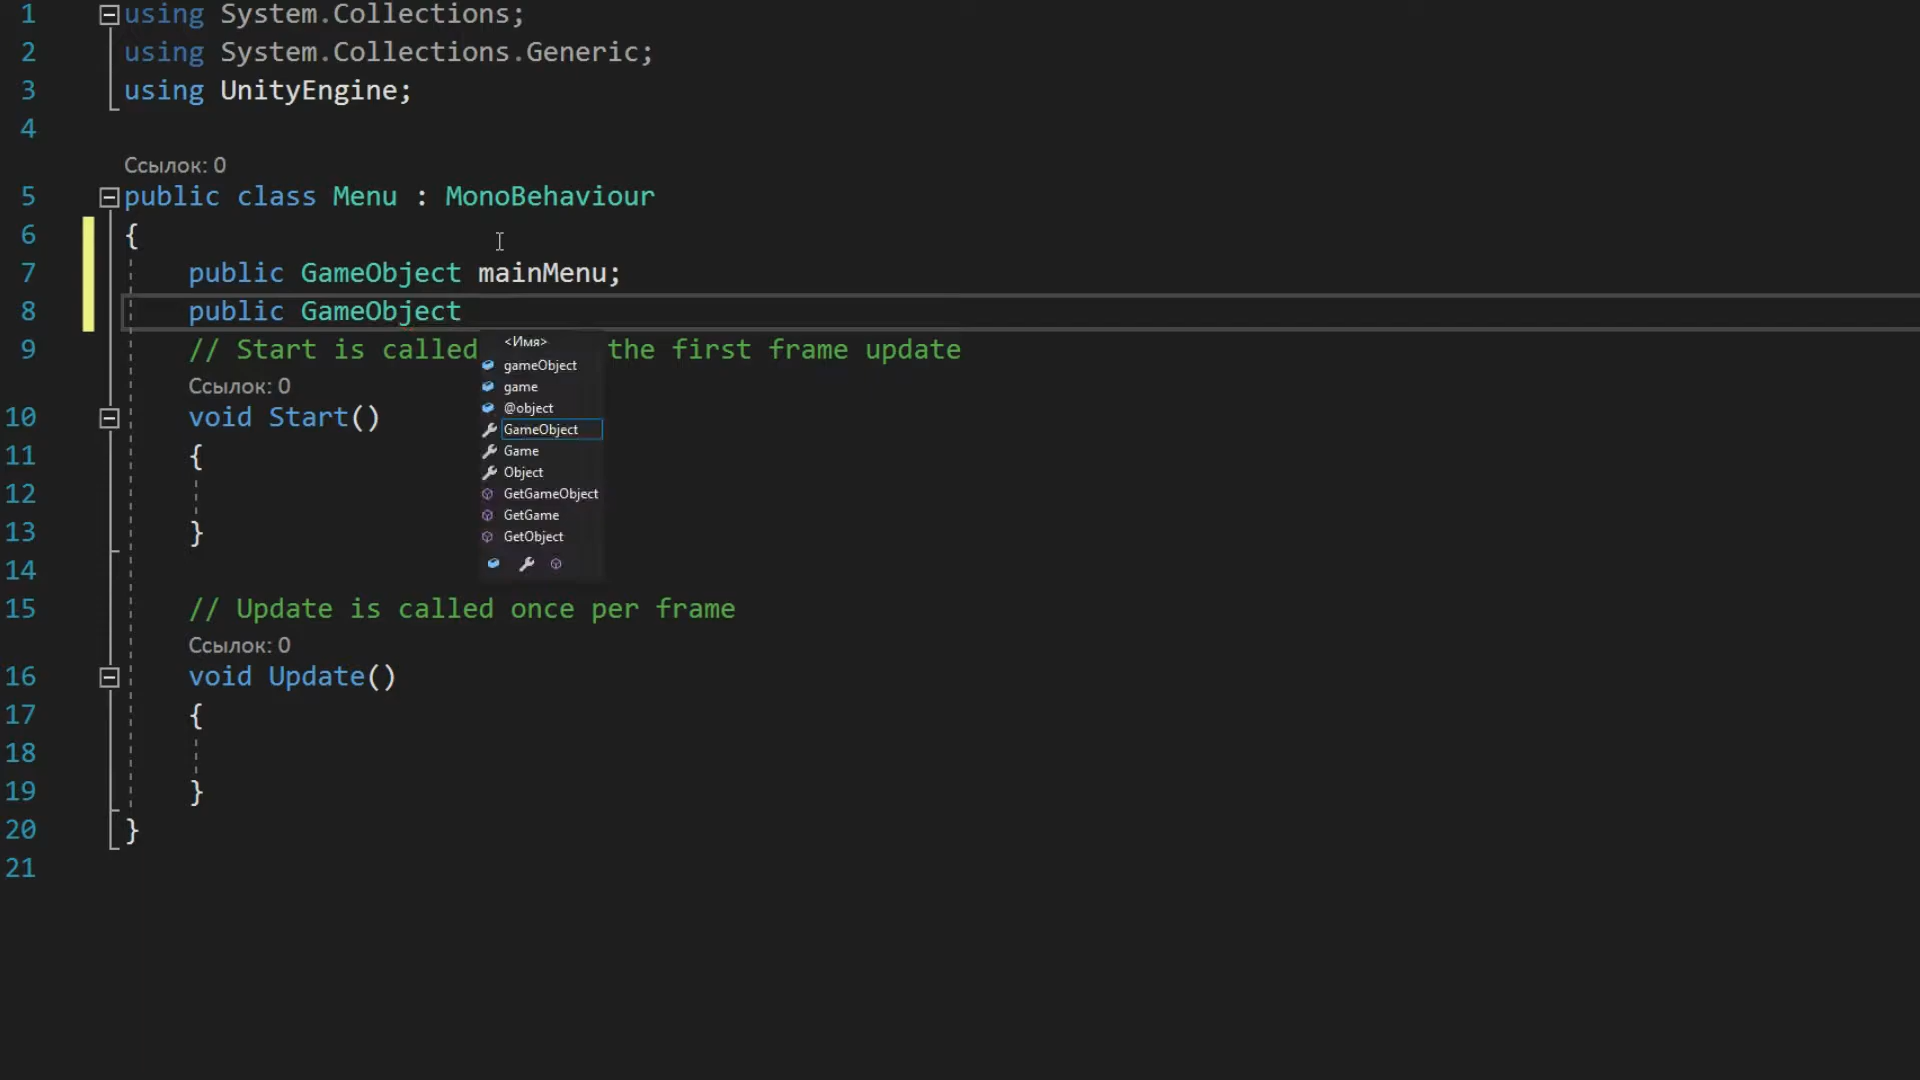 1 using System.Collections;
2 using System.Collections.Generic;
3 using UnityEngine;
4
Ссылок: 0
5 public class Menu : MonoBehaviour
6 {
7 public GameObject mainMenu;
8 public GameObject
9 // Start is called the first frame update
<Имя>
gameObject
game
@object
GameObject
Game
Object
GetGameObject
GetGame
GetObject
Ссылок: 0
10 void Start()
11 {
12
13 }
14
15 // Update is called once per frame
Ссылок: 0
16 void Update()
17 {
18
19 }
20 }
21